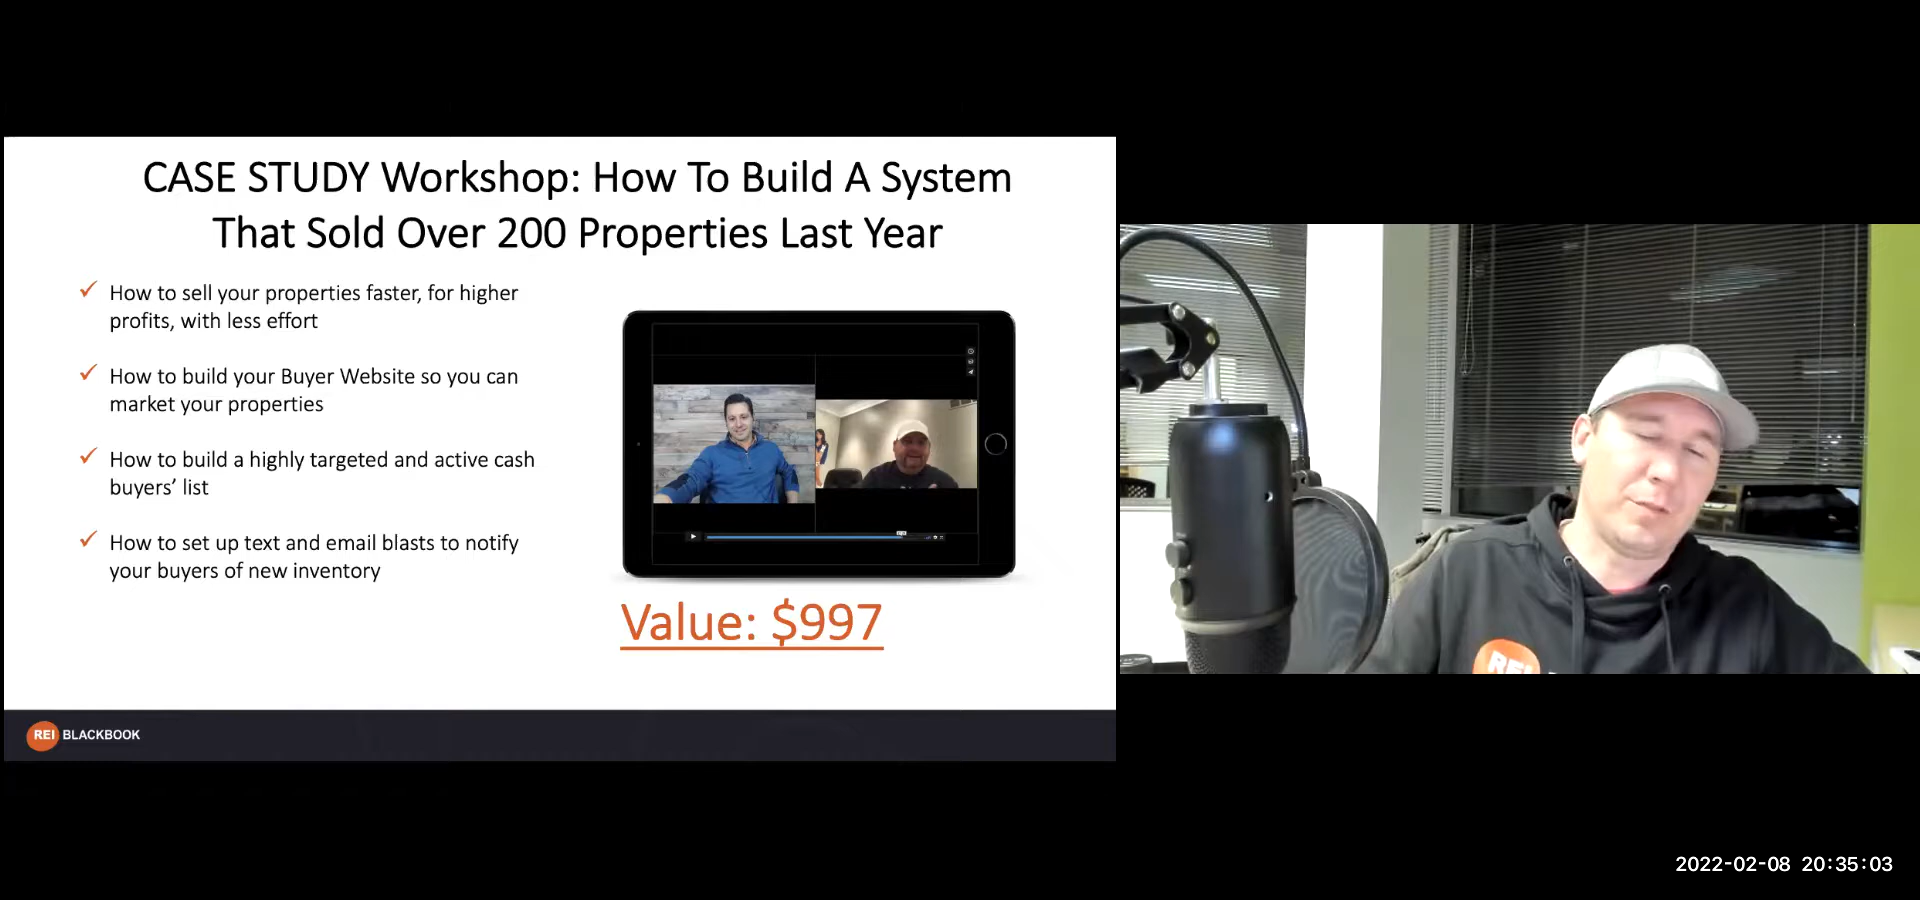 CASE STUDY Workshop: How To Build A System
That Sold Over 200 Properties Last Year
How to sell your properties faster, for higher
profits, with less effort
How to build your Buyer Website so you can
market your properties
How to build a highly targeted and active cash
buyers' list
How to set up text and email blasts to notify
your buyers of new inventory
Value: $997
REI BLACKBOOK
REI
2022-02-08 20:35:03